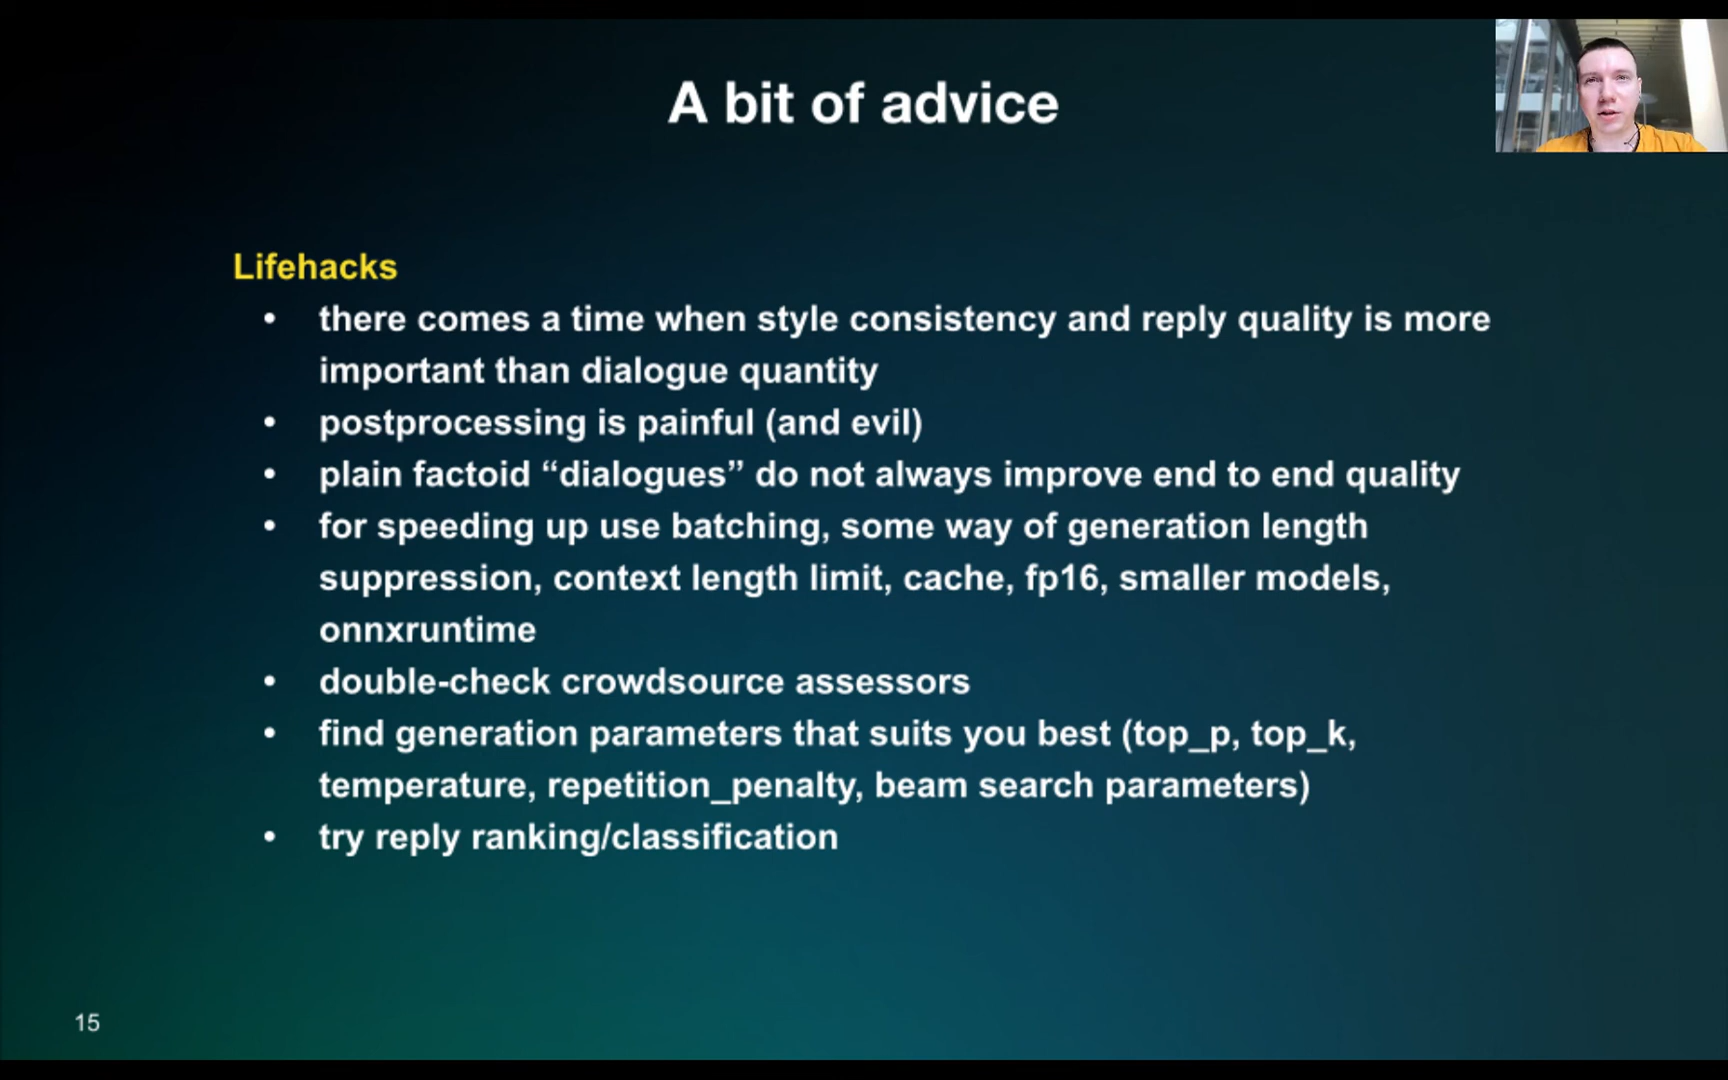 A bit of advice
Lifehacks
• there comes a time when style consistency and reply quality is more
important than dialogue quantity
• postprocessing is painful (and evil)
• plain factoid “dialogues” do not always improve end to end quality
• for speeding up use batching, some way of generation length
suppression, context length limit, cache, fp16, smaller models,
onnxruntime
• double-check crowdsource assessors
• find generation parameters that suits you best (top_p, top_k,
temperature, repetition_penalty, beam search parameters)
• try reply ranking/classification
15